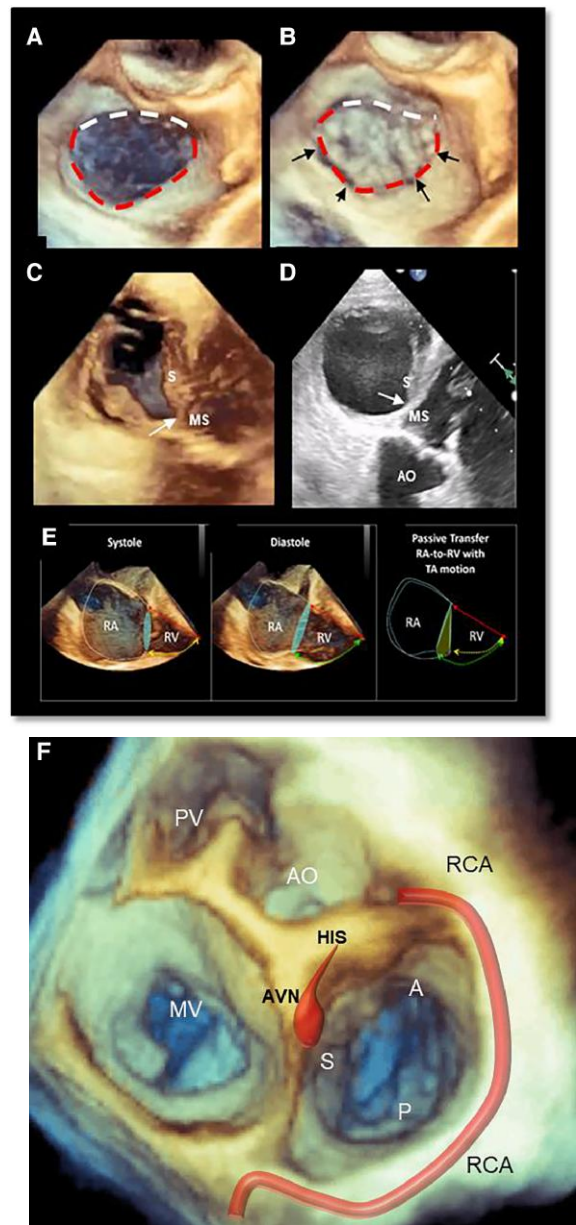 A
B
C
S
MS
D
S
MS
AO
E
Systole
RA
RV
Diastole
RA
RV
Passive Transfer
RA-to-RV with
TA motion
RA
RV
F
PV
AO
RCA
HIS
AVN
MV
A
S
P
RCA